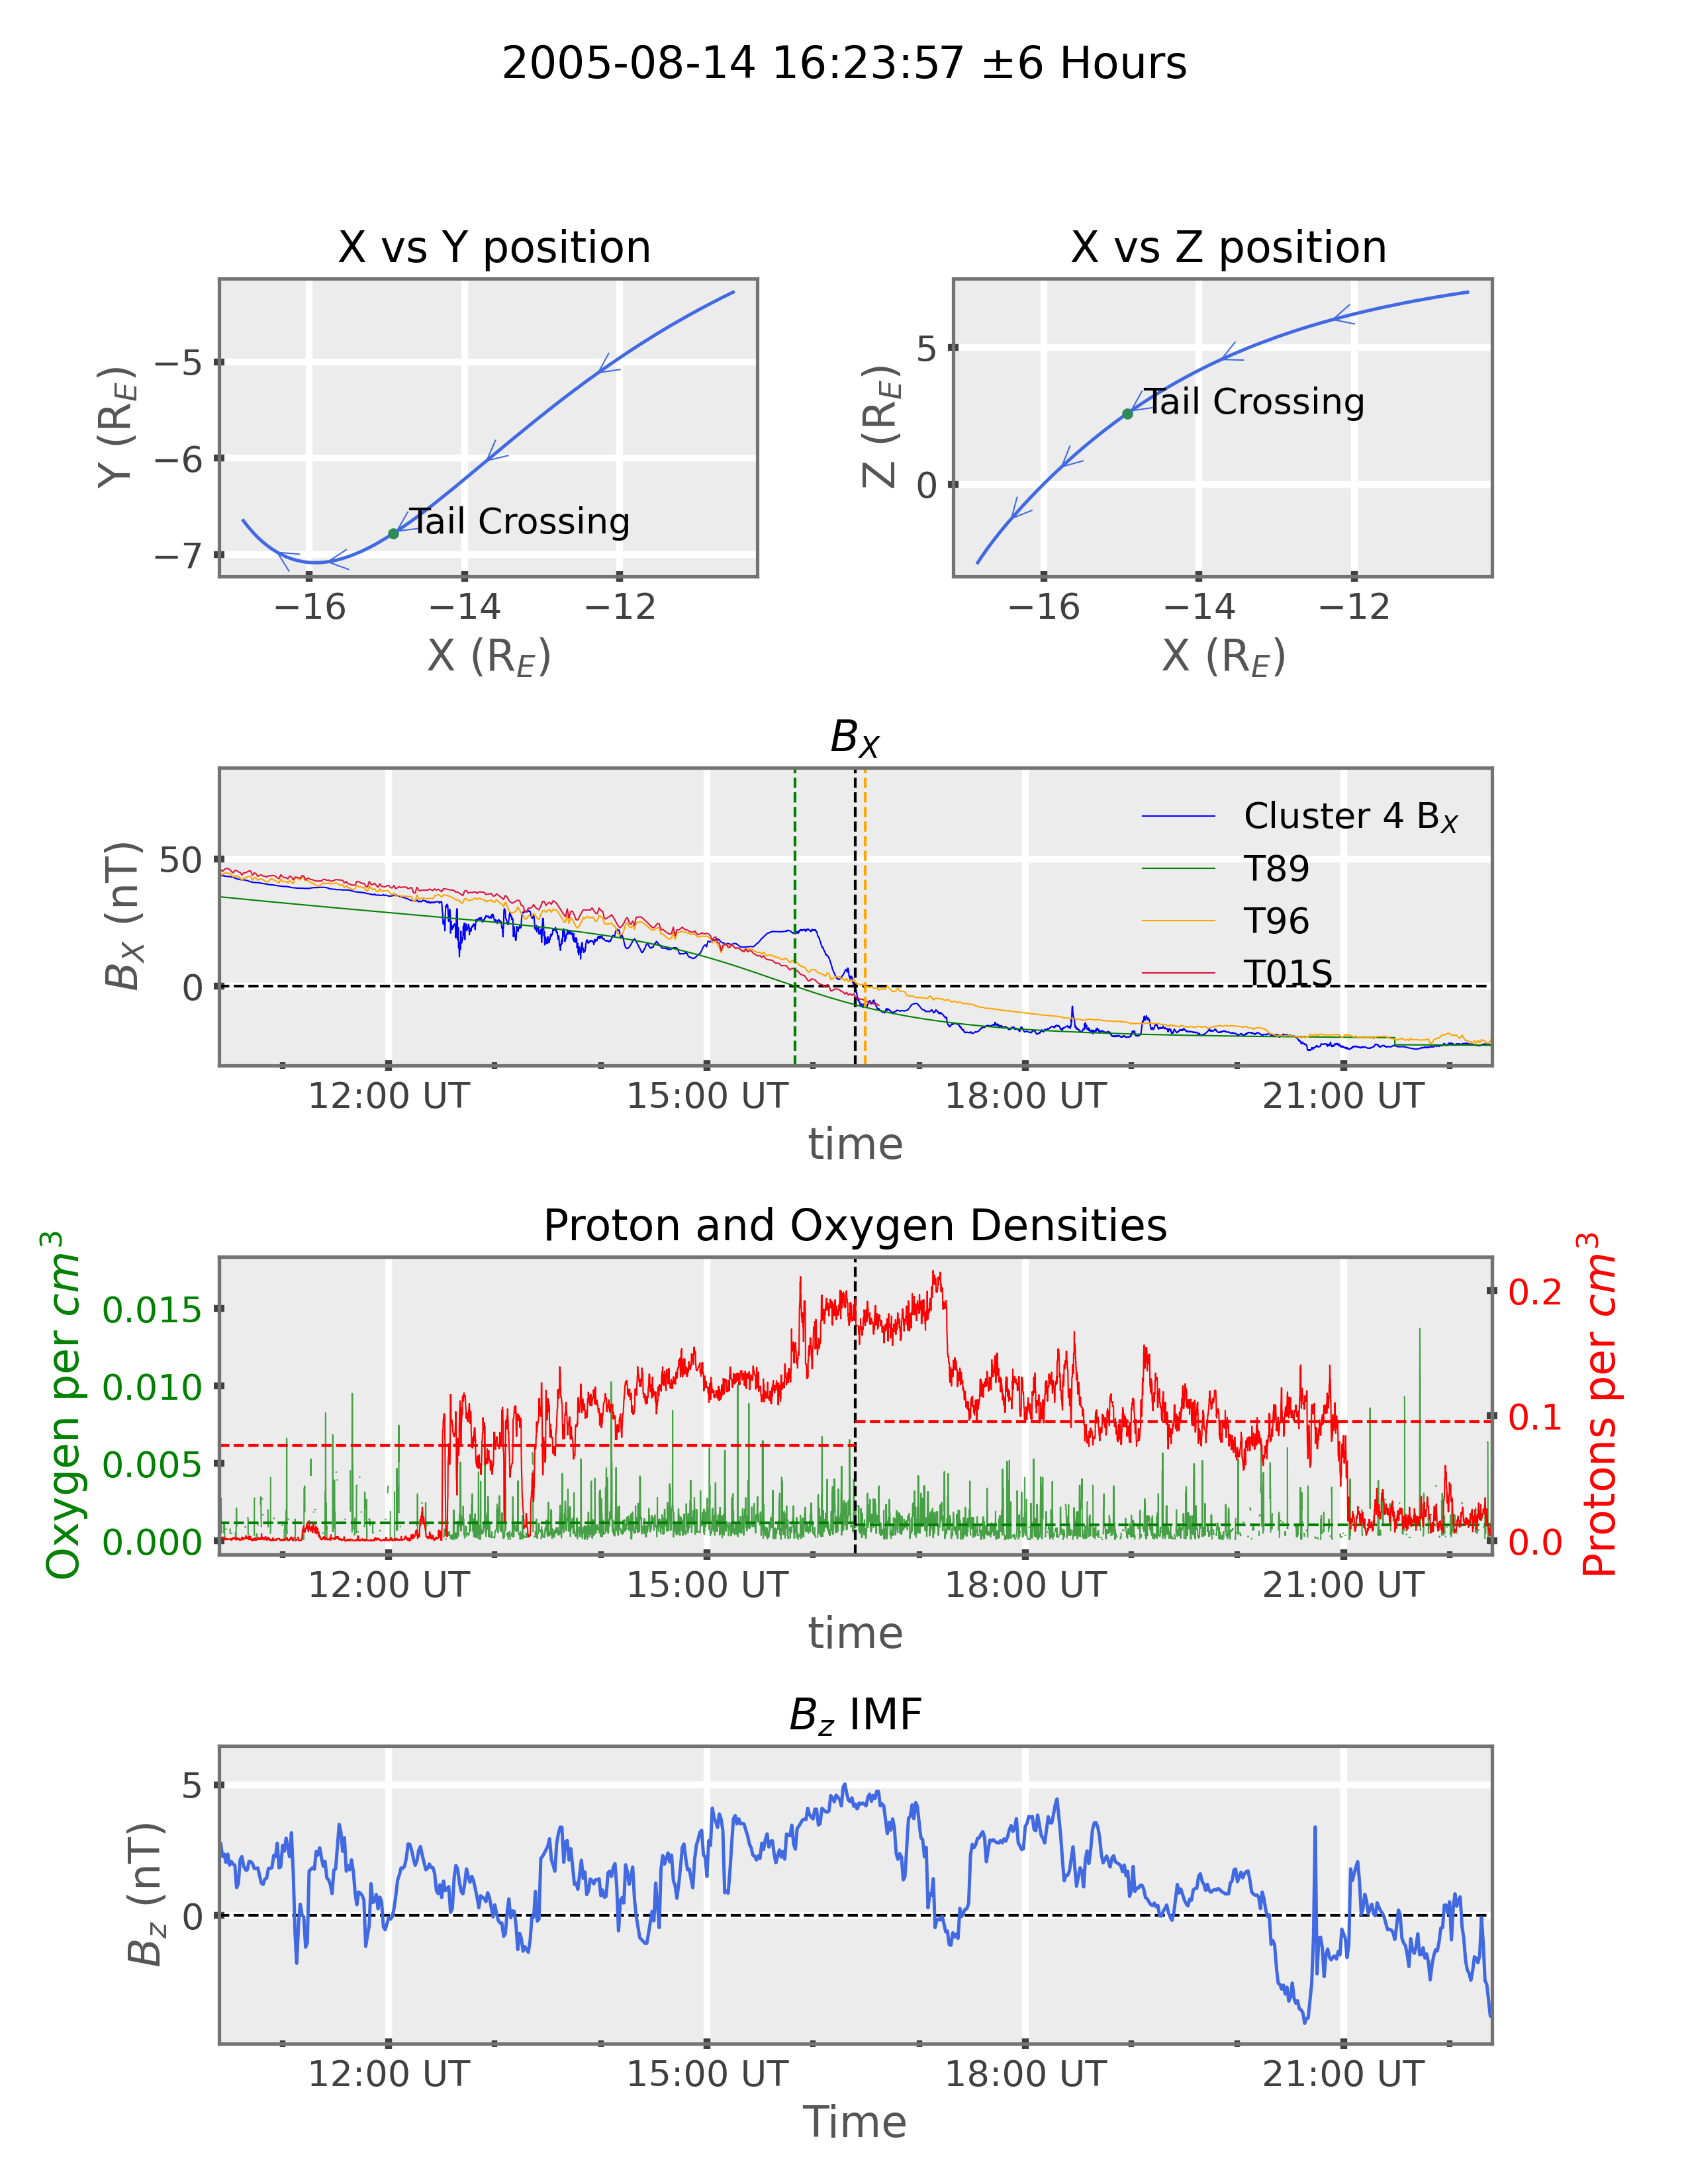 2005-08-14 16:23:57 ±6 Hours
X vs Y position
X vs Z position
Y (R_E)
−5
−6
−7
Tail Crossing
−16 −14 −12
X (R_E)
Z (R_E)
5
0
Tail Crossing
−16 −14 −12
X (R_E)
B_X
B_X (nT)
50
0
Cluster 4 B_X
T89
T96
T01S
12:00 UT 15:00 UT 18:00 UT 21:00 UT
time
Proton and Oxygen Densities
Oxygen per cm³
0.015
0.010
0.005
0.000
Protons per cm³
0.2
0.1
0.0
12:00 UT 15:00 UT 18:00 UT 21:00 UT
time
B_z IMF
B_z (nT)
5
0
12:00 UT 15:00 UT 18:00 UT 21:00 UT
Time